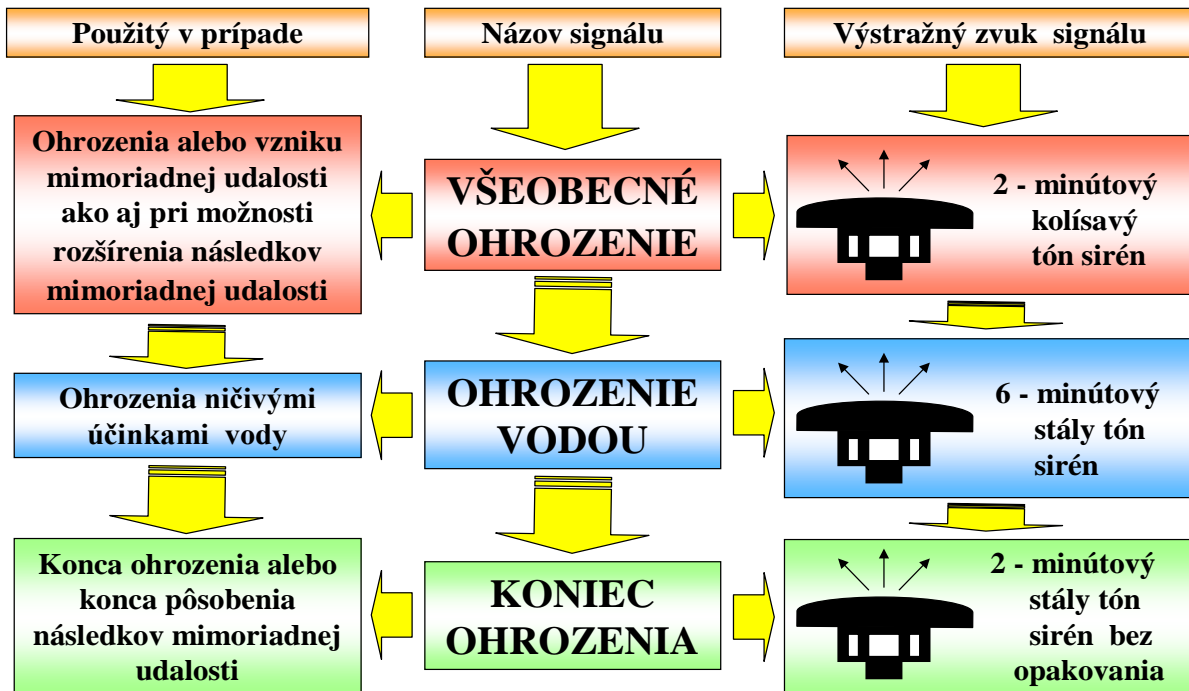 Použitý v prípade
Názov signálu
Výstražný zvuk signálu
Ohrozenia alebo vzniku
mimoriadnej udalosti
ako aj pri možnosti
rozšírenia následkov
mimoriadnej udalosti
VŠEOBECNÉ
OHROZENIE
2 - minútový
kolísavý
tón sirén
Ohrozenia ničivými
účinkami vody
OHROZENIE
VODOU
6 - minútový
stály tón
sirén
Konca ohrozenia alebo
konca pôsobenia
následkov mimoriadnej
udalosti
KONIEC
OHROZENIA
2 - minútový
stály tón
sirén bez
opakovania